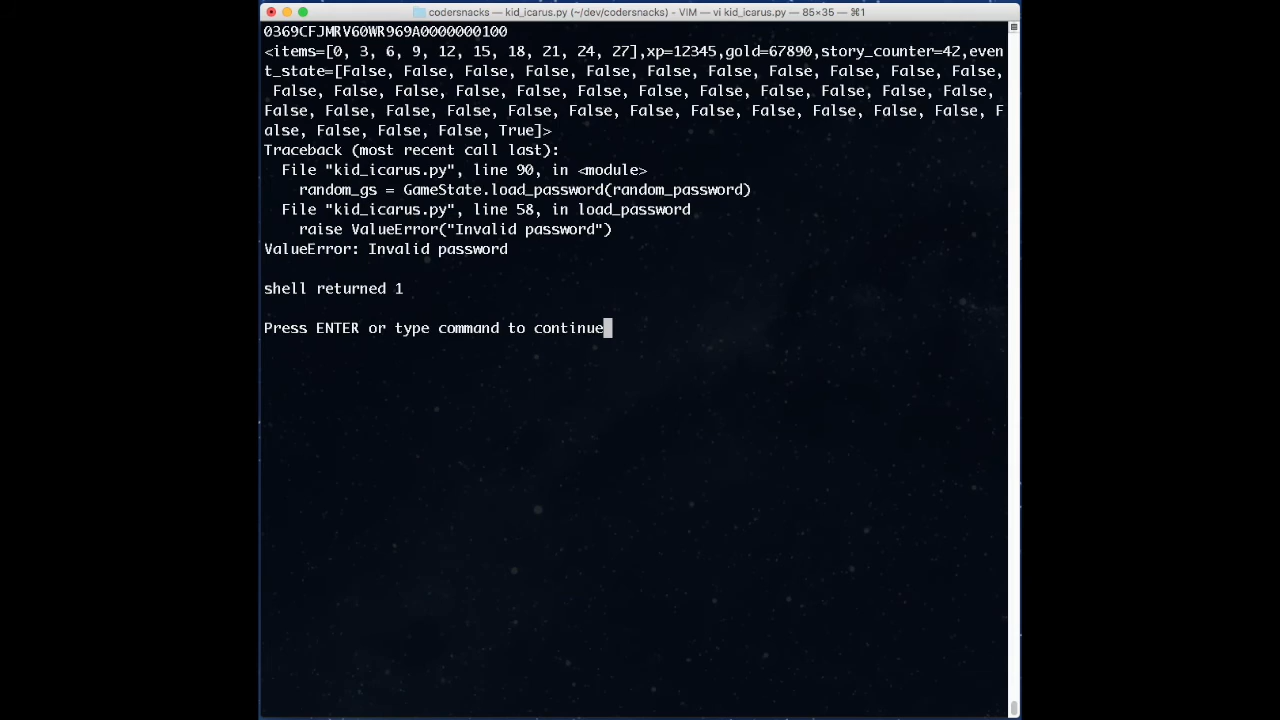 codersnacks — kid_icarus.py (~/dev/codersnacks) - VIM — vi kid_icarus.py — 85×35 — ⌘1
0369CFJMRV60WR969A0000000100
<items=[0, 3, 6, 9, 12, 15, 18, 21, 24, 27],xp=12345,gold=67890,story_counter=42,even
t_state=[False, False, False, False, False, False, False, False, False, False, False,
 False, False, False, False, False, False, False, False, False, False, False, False,
False, False, False, False, False, False, False, False, False, False, False, False, F
alse, False, False, False, True]>
Traceback (most recent call last):
  File "kid_icarus.py", line 90, in <module>
    random_gs = GameState.load_password(random_password)
  File "kid_icarus.py", line 58, in load_password
    raise ValueError("Invalid password")
ValueError: Invalid password
shell returned 1
Press ENTER or type command to continue